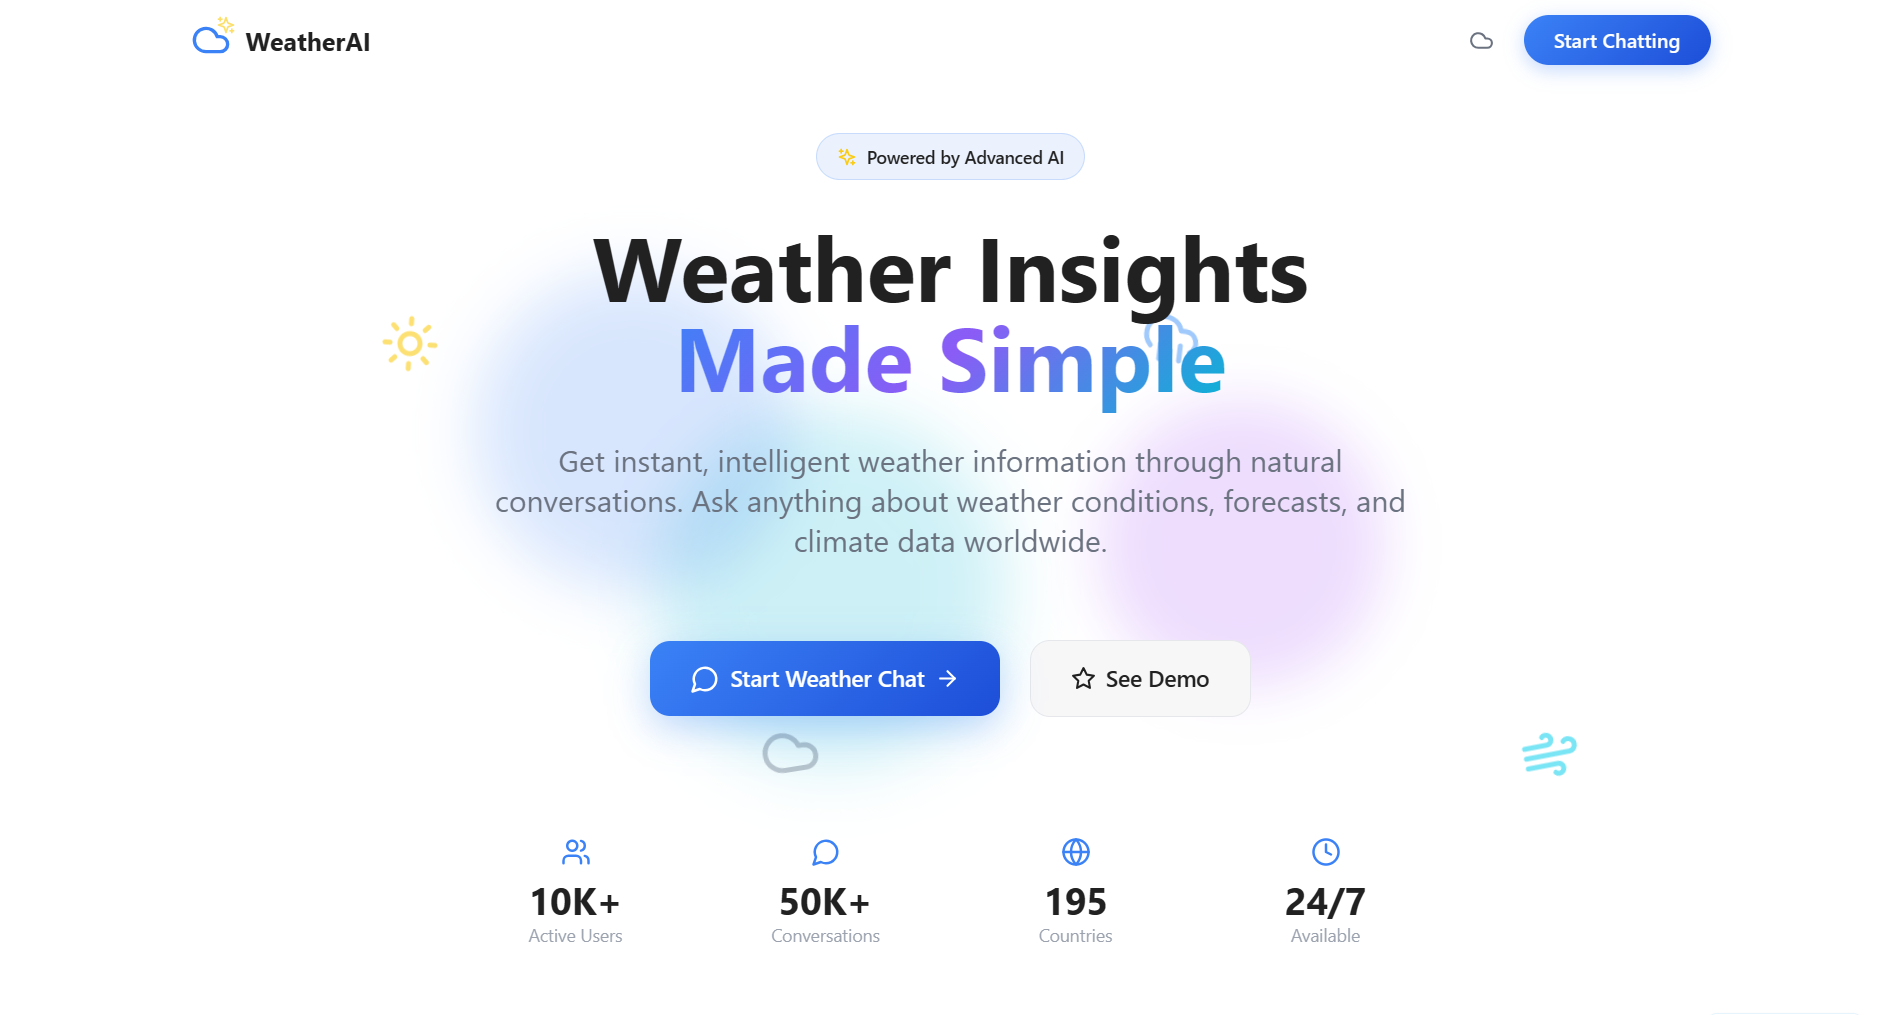 WeatherAI
Start Chatting
Powered by Advanced AI
Weather Insights
Made Simple
Get instant, intelligent weather information through natural
conversations. Ask anything about weather conditions, forecasts, and
climate data worldwide.
Start Weather Chat
See Demo
10K+
Active Users
50K+
Conversations
195
Countries
24/7
Available